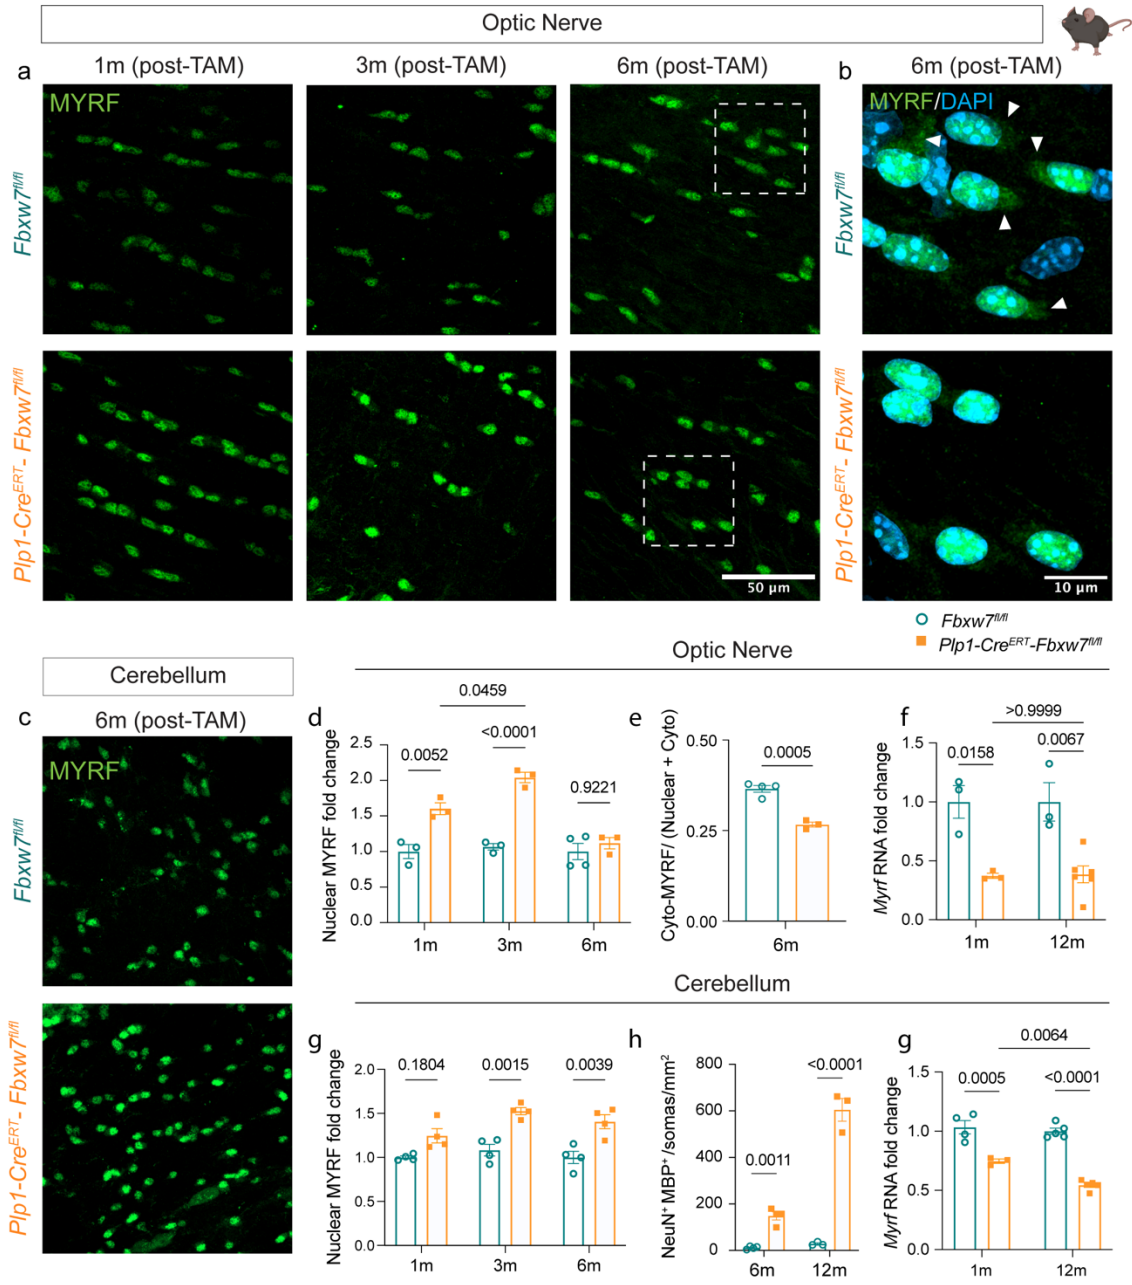 Optic Nerve
a
1m (post-TAM)
3m (post-TAM)
6m (post-TAM)
b
6m (post-TAM)
MYRF
MYRF/DAPI
Fbxw7fl/fl
Fbxw7fl/fl
Plp1-CreERT- Fbxw7fl/fl
Plp1-CreERT- Fbxw7fl/fl
50 µm
10 µm
Fbxw7fl/fl
Plp1-CreERT-Fbxw7fl/fl
Cerebellum
Optic Nerve
c
6m (post-TAM)
MYRF
Fbxw7fl/fl
Plp1-CreERT- Fbxw7fl/fl
d
Nuclear MYRF fold change
2.5
2.0
1.5
1.0
0.5
0.0
0.0459
0.0052
<0.0001
0.9221
1m
3m
6m
e
Cyto-MYRF/ (Nuclear + Cyto)
0.50
0.25
0.00
0.0005
6m
f
Myrf RNA fold change
1.5
1.0
0.5
0.0
>0.9999
0.0158
0.0067
1m
12m
Cerebellum
g
Nuclear MYRF fold change
2.0
1.5
1.0
0.5
0.0
0.1804
0.0015
0.0039
1m
3m
6m
h
NeuN+ MBP+ /somas/mm2
800
600
400
200
0
0.0011
<0.0001
6m
12m
g
Myrf RNA fold change
1.5
1.0
0.5
0.0
0.0064
0.0005
<0.0001
1m
12m